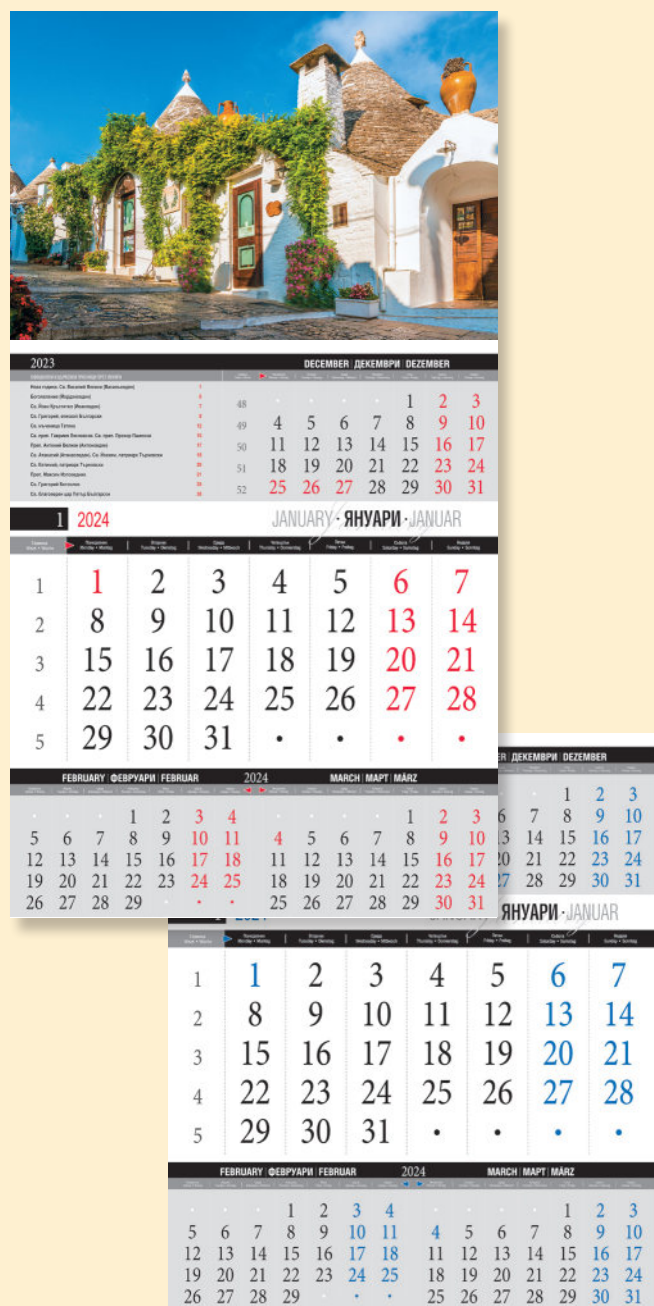 2023 DECEMBER | ДЕКЕМВРИ | DEZEMBER
Нова година. Св. Василий Велики (Васильовден) 1
Богоявление (Йордановден) 6
Св. Йоан Кръстител (Ивановден) 7
48 1 2 3
49 4 5 6 7 8 9 10
50 11 12 13 14 15 16 17
51 18 19 20 21 22 23 24
52 25 26 27 28 29 30 31
1 2024 JANUARY · ЯНУАРИ · JANUAR
1 1 2 3 4 5 6 7
2 8 9 10 11 12 13 14
3 15 16 17 18 19 20 21
4 22 23 24 25 26 27 28
5 29 30 31
FEBRUARY | ФЕВРУАРИ | FEBRUAR 2024 MARCH | МАРТ | MÄRZ
1 2 3 4 1 2 3
5 6 7 8 9 10 11 4 5 6 7 8 9 10
12 13 14 15 16 17 18 11 12 13 14 15 16 17
19 20 21 22 23 24 25 18 19 20 21 22 23 24
26 27 28 29 25 26 27 28 29 30 31
ДЕКЕМВРИ | DEZEMBER
1 2 3
7 8 9 10
14 15 16 17
21 22 23 24
28 29 30 31
ЯНУАРИ · JANUAR
1 1 2 3 4 5 6 7
2 8 9 10 11 12 13 14
3 15 16 17 18 19 20 21
4 22 23 24 25 26 27 28
5 29 30 31
FEBRUARY | ФЕВРУАРИ | FEBRUAR 2024 MARCH | МАРТ | MÄRZ
1 2 3 4 1 2 3
5 6 7 8 9 10 11 4 5 6 7 8 9 10
12 13 14 15 16 17 18 11 12 13 14 15 16 17
19 20 21 22 23 24 25 18 19 20 21 22 23 24
26 27 28 29 25 26 27 28 29 30 31